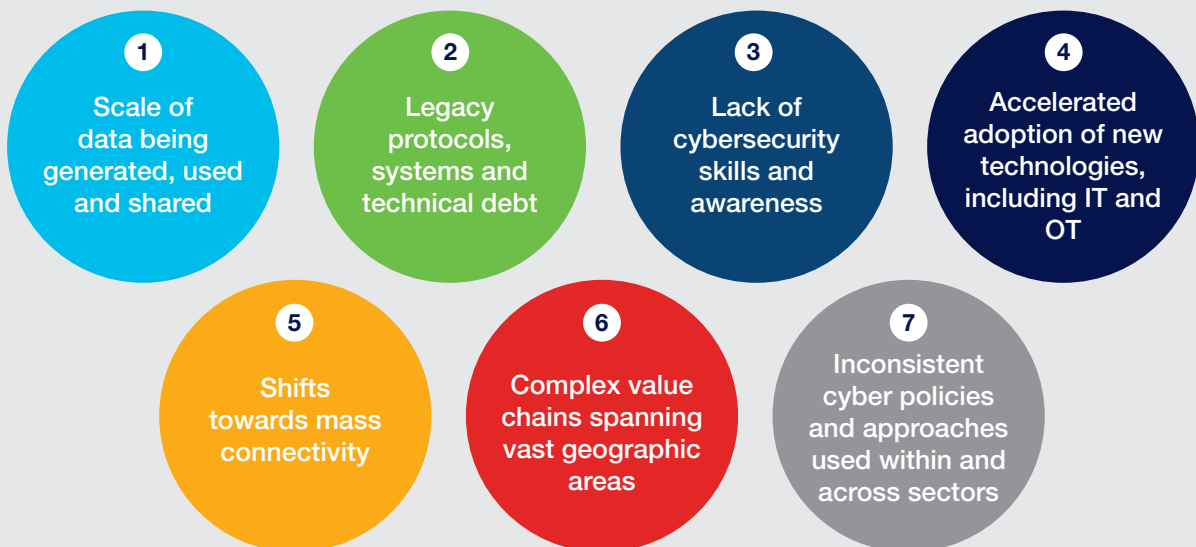 1
Scale of
data being
generated, used
and shared
2
Legacy
protocols,
systems and
technical debt
3
Lack of
cybersecurity
skills and
awareness
4
Accelerated
adoption of new
technologies,
including IT and
OT
5
Shifts
towards mass
connectivity
6
Complex value
chains spanning
vast geographic
areas
7
Inconsistent
cyber policies
and approaches
used within and
across sectors